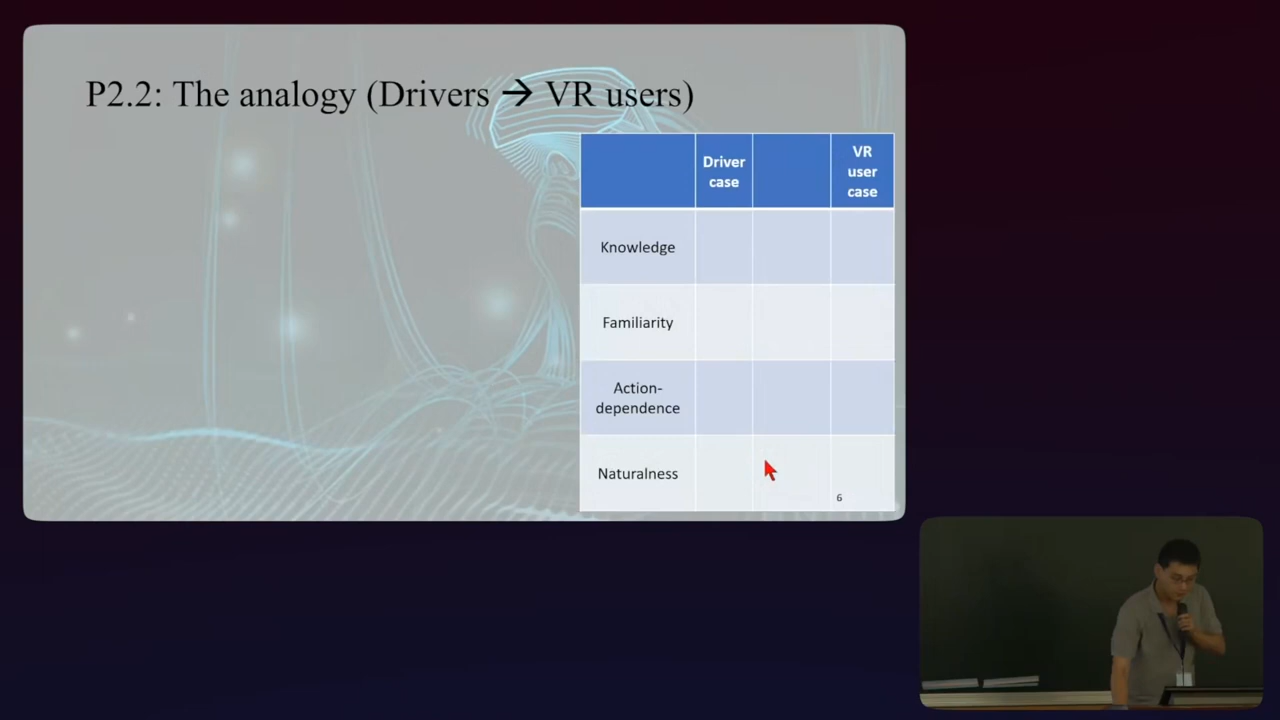 P2.2: The analogy (Drivers → VR users)
Driver
case
VR
user
case
Knowledge
Familiarity
Action-
dependence
Naturalness
6